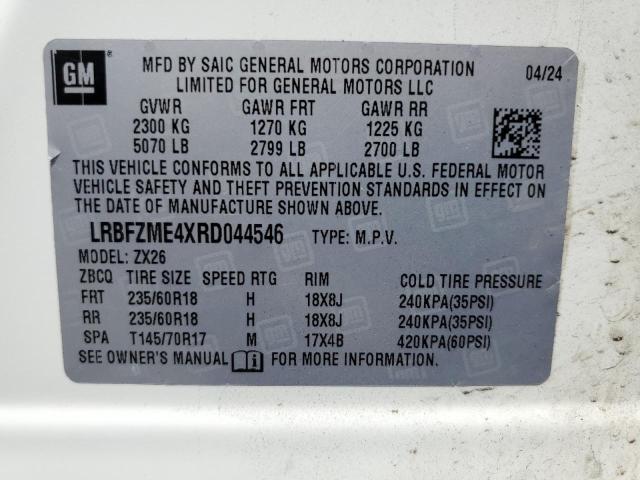 GM
MFD BY SAIC GENERAL MOTORS CORPORATION 04/24
LIMITED FOR GENERAL MOTORS LLC
GVWR GAWR FRT GAWR RR
2300 KG 1270 KG 1225 KG
5070 LB 2799 LB 2700 LB
THIS VEHICLE CONFORMS TO ALL APPLICABLE U.S. FEDERAL MOTOR
VEHICLE SAFETY AND THEFT PREVENTION STANDARDS IN EFFECT ON
THE DATE OF MANUFACTURE SHOWN ABOVE.
LRBFZME4XRD044546 TYPE: M.P.V.
MODEL: ZX26
ZBCQ TIRE SIZE SPEED RTG RIM COLD TIRE PRESSURE
FRT 235/60R18 H 18X8J 240KPA(35PSI)
RR 235/60R18 H 18X8J 240KPA(35PSI)
SPA T145/70R17 M 17X4B 420KPA(60PSI)
SEE OWNER'S MANUAL FOR MORE INFORMATION.